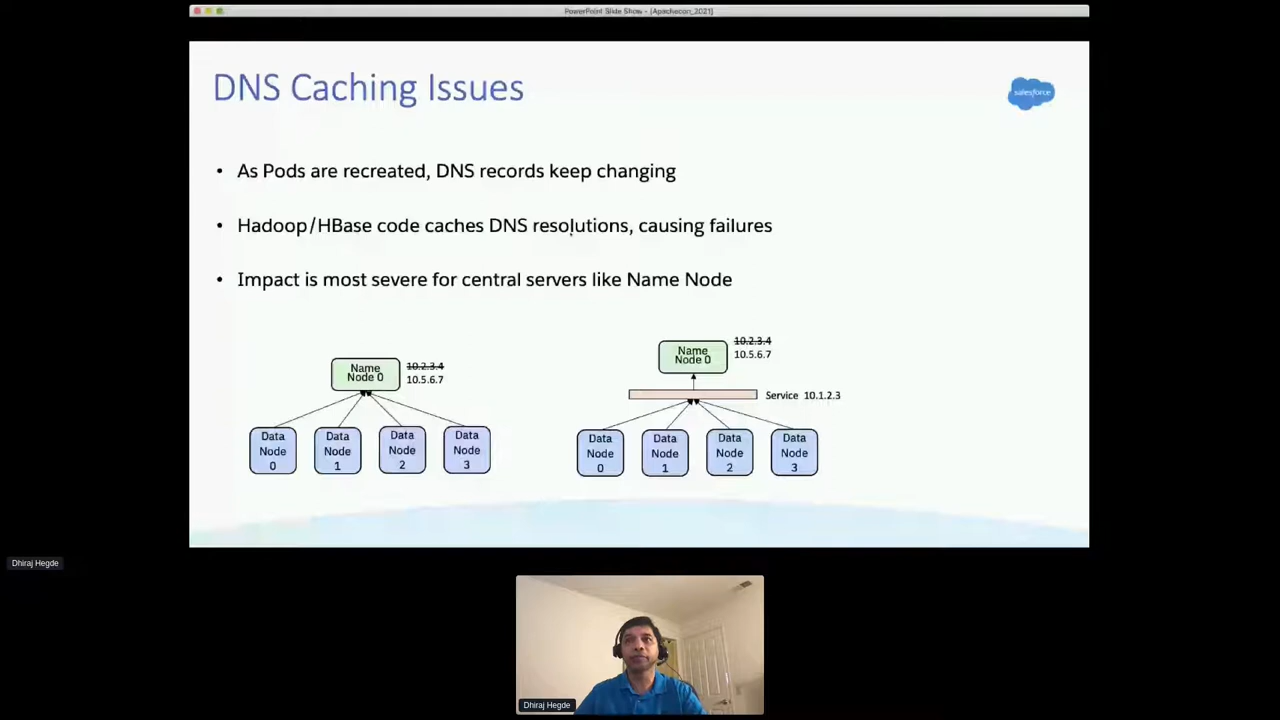 PowerPoint Slide Show - [Apachecon_2021]
DNS Caching Issues
salesforce
• As Pods are recreated, DNS records keep changing
• Hadoop/HBase code caches DNS resolutions, causing failures
• Impact is most severe for central servers like Name Node
Name
Node 0
10.2.3.4
10.5.6.7
Data
Node
0
Data
Node
1
Data
Node
2
Data
Node
3
Name
Node 0
10.2.3.4
10.5.6.7
Service 10.1.2.3
Data
Node
0
Data
Node
1
Data
Node
2
Data
Node
3
Dhiraj Hegde
Dhiraj Hegde